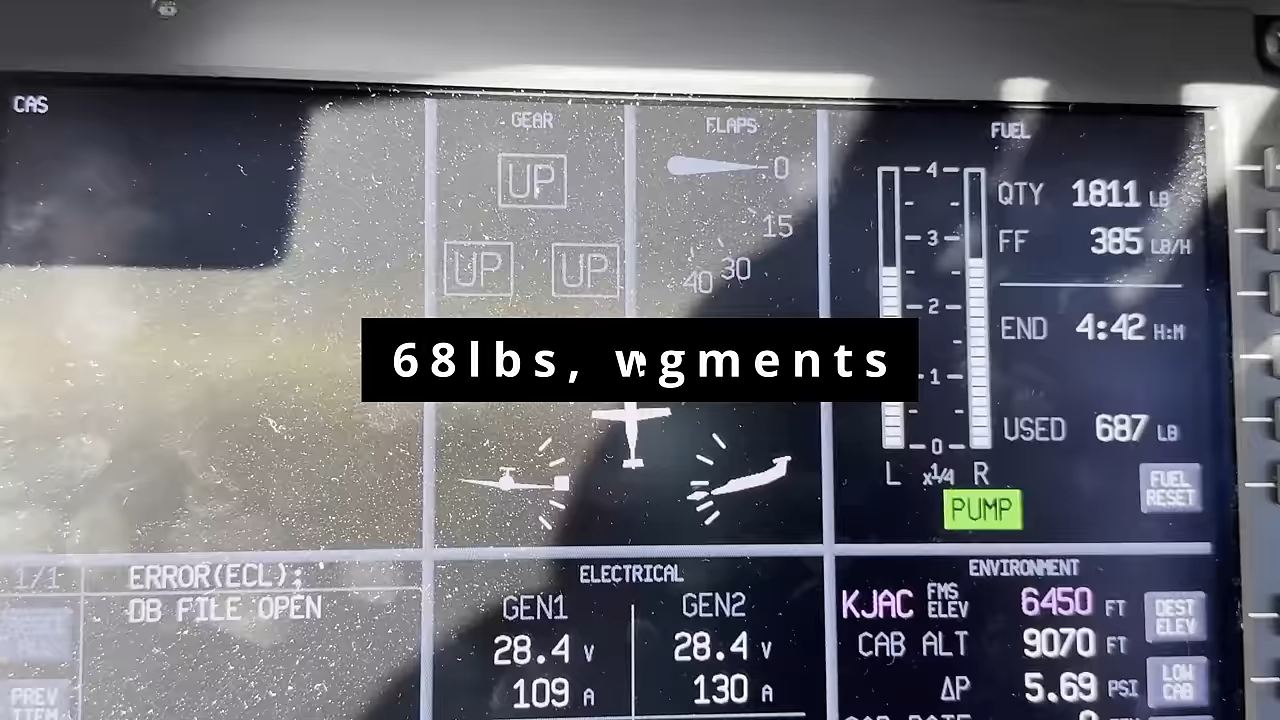 CAS
GEAR
UP
UP UP
FLAPS
0
15
30
40
FUEL
4
3
2
1
0
L x1/4 R
PUMP
QTY 1811 LB
FF 385 LB/H
END 4:42 H:M
USED 687 LB
FUEL RESET
68lbs, wgments
1/1
ERROR(ECL);
DB FILE OPEN
PREV
ITEM
ELECTRICAL
GEN1 GEN2
28.4 V 28.4 V
109 A 130 A
ENVIRONMENT
KJAC FMS ELEV 6450 FT
DEST ELEV
CAB ALT 9070 FT
ΔP 5.69 PSI
LOW CAB